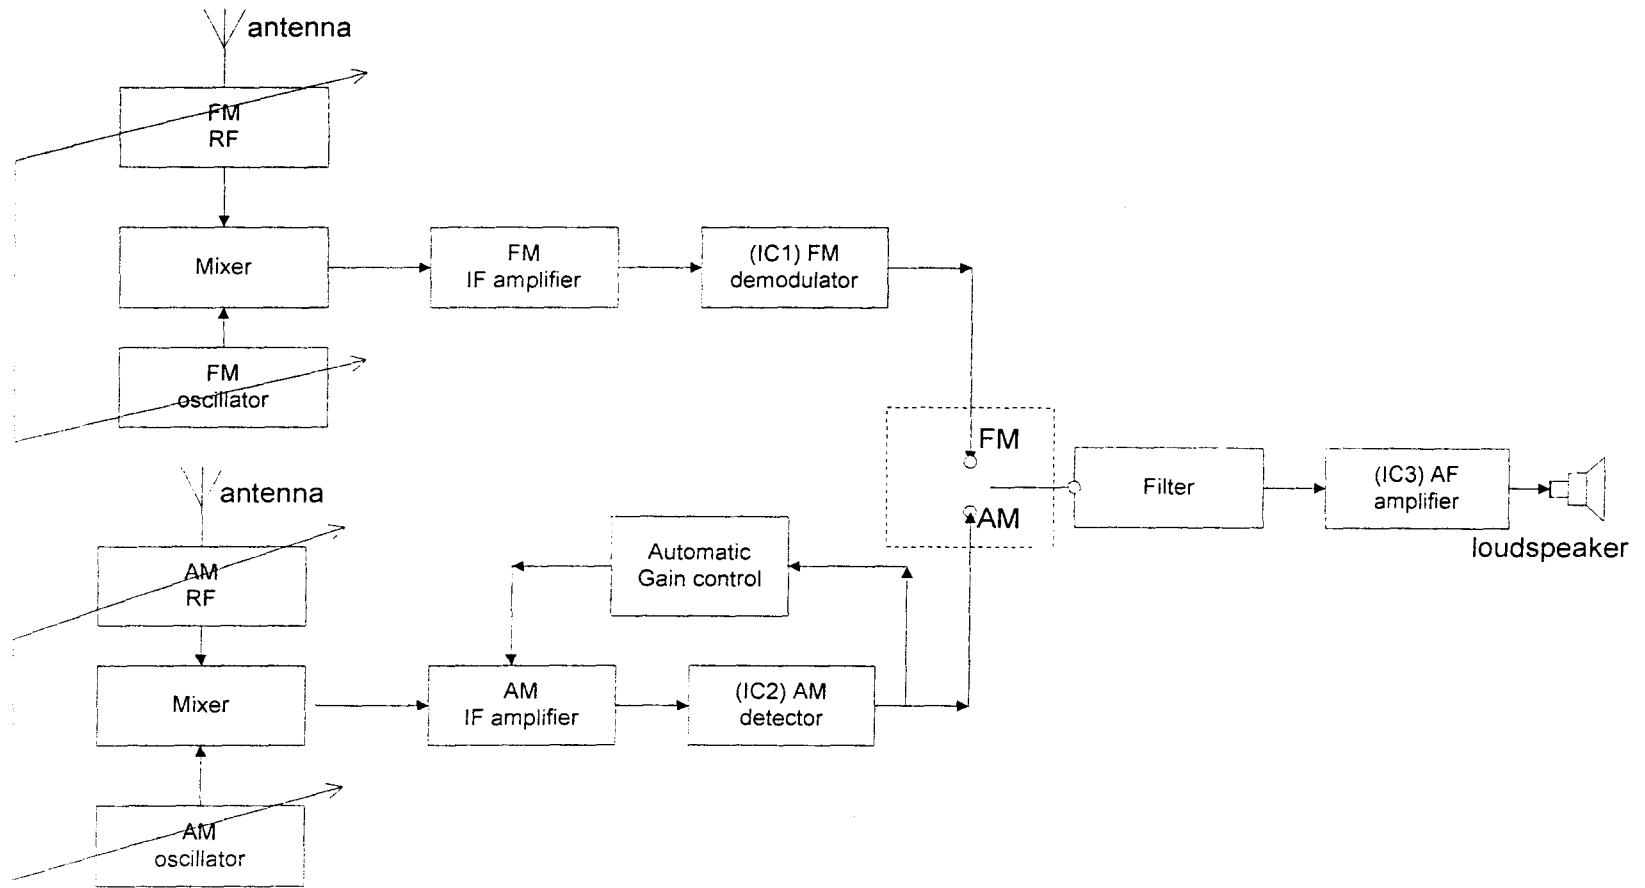 antenna
FM
RF
Mixer
FM
IF amplifier
(IC1) FM
demodulator
FM
oscillator
FM
AM
Filter
(IC3) AF
amplifier
loudspeaker
antenna
AM
RF
Automatic
Gain control
Mixer
AM
IF amplifier
(IC2) AM
detector
AM
oscillator